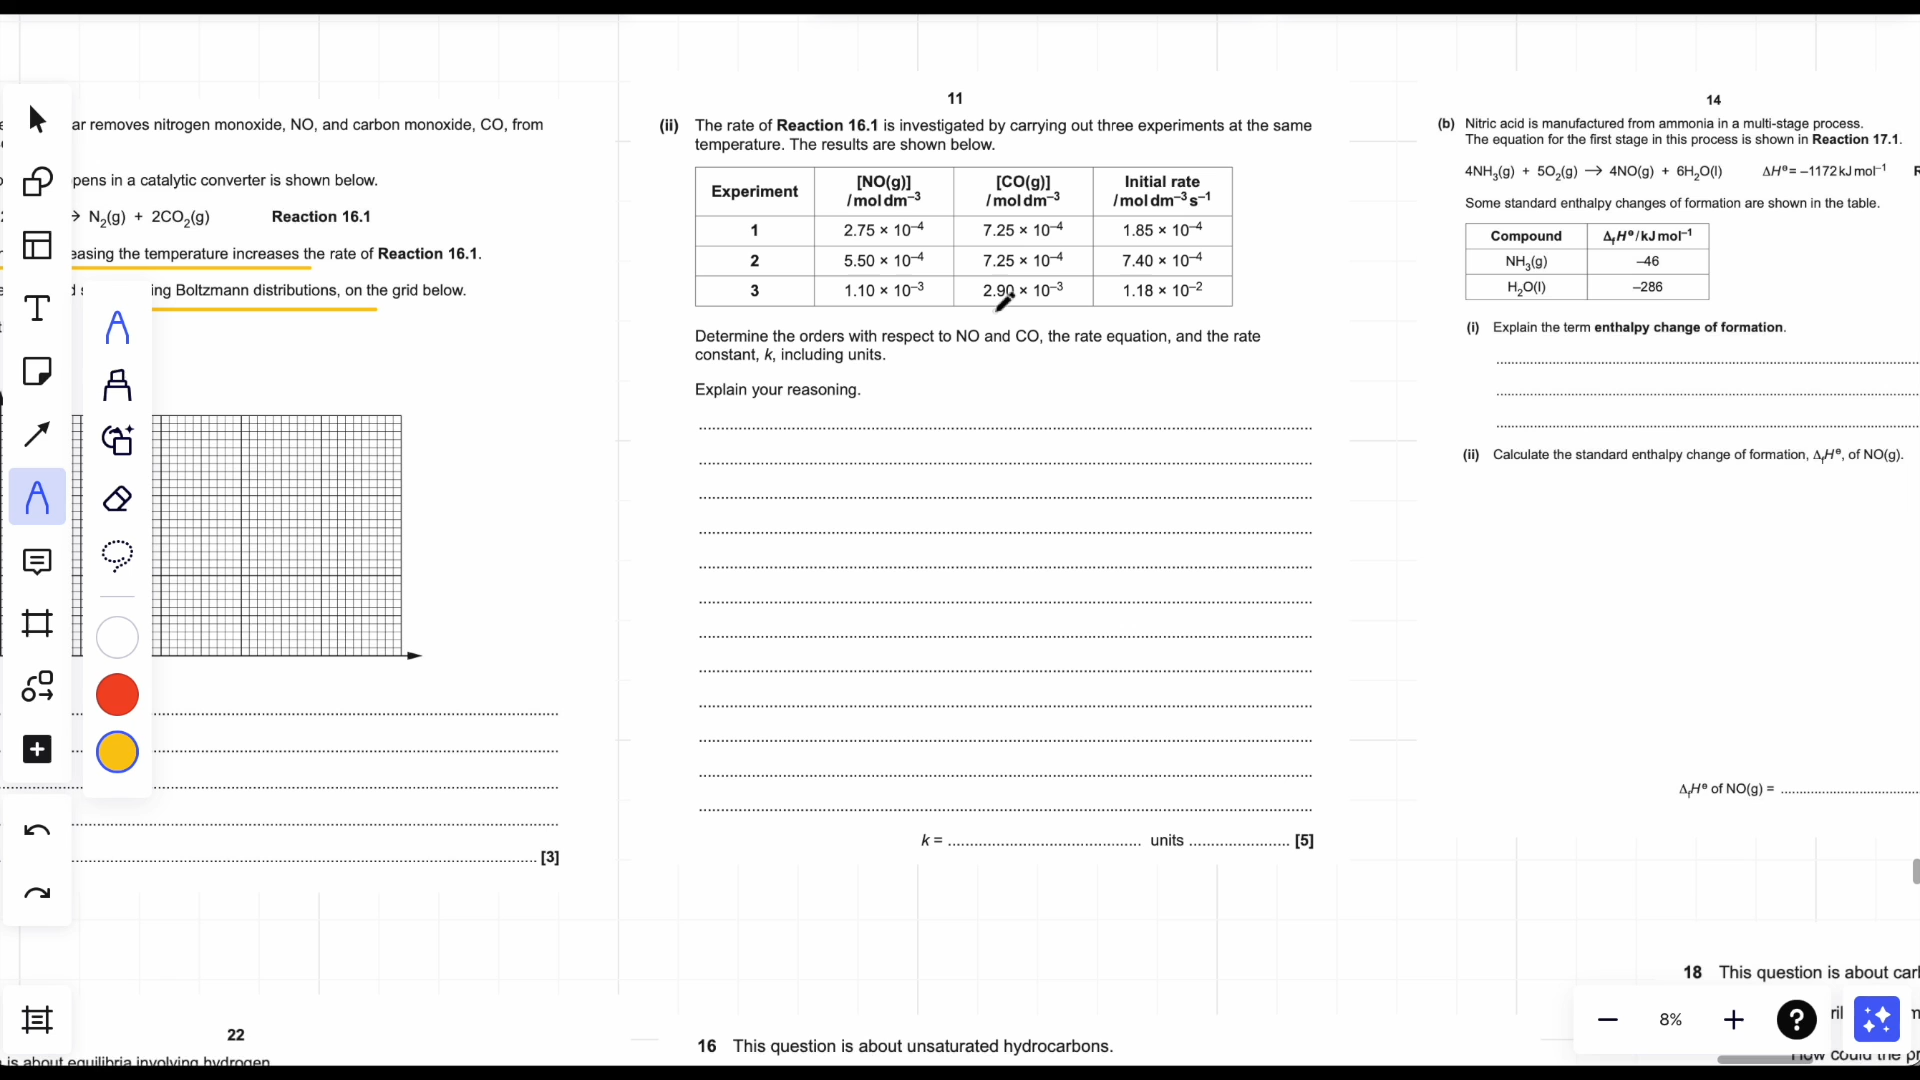 ar removes nitrogen monoxide, NO, and carbon monoxide, CO, from
pens in a catalytic converter is shown below.
→ N₂(g) + 2CO₂(g) Reaction 16.1
easing the temperature increases the rate of Reaction 16.1.
ing Boltzmann distributions, on the grid below.
[3]
22
is about equilibria involving hydrogen
11
(ii) The rate of Reaction 16.1 is investigated by carrying out three experiments at the same
temperature. The results are shown below.
Experiment [NO(g)] /mol dm⁻³ [CO(g)] /mol dm⁻³ Initial rate /mol dm⁻³ s⁻¹
1 2.75 × 10⁻⁴ 7.25 × 10⁻⁴ 1.85 × 10⁻⁴
2 5.50 × 10⁻⁴ 7.25 × 10⁻⁴ 7.40 × 10⁻⁴
3 1.10 × 10⁻³ 2.90 × 10⁻³ 1.18 × 10⁻²
Determine the orders with respect to NO and CO, the rate equation, and the rate
constant, k, including units.
Explain your reasoning.
k = ........................................ units ..................... [5]
16 This question is about unsaturated hydrocarbons.
14
(b) Nitric acid is manufactured from ammonia in a multi-stage process.
The equation for the first stage in this process is shown in Reaction 17.1.
4NH₃(g) + 5O₂(g) → 4NO(g) + 6H₂O(l) ΔH⦵ = −1172 kJ mol⁻¹ R
Some standard enthalpy changes of formation are shown in the table.
Compound ΔfH⦵/kJ mol⁻¹
NH₃(g) −46
H₂O(l) −286
(i) Explain the term enthalpy change of formation.
(ii) Calculate the standard enthalpy change of formation, ΔfH⦵, of NO(g).
ΔfH⦵ of NO(g) = ........................................
18 This question is about carl
How could the pr
8%